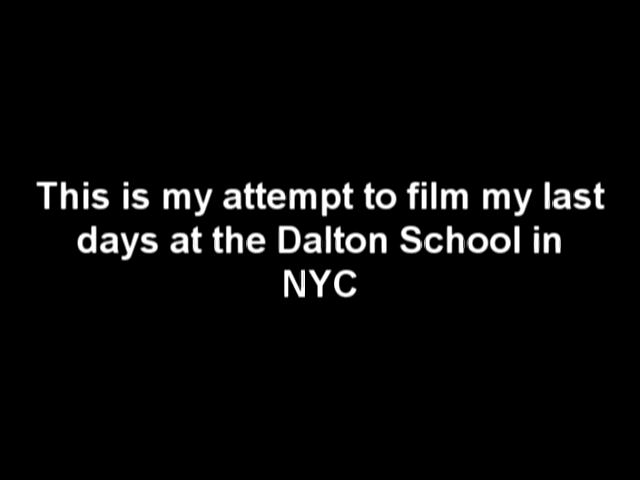 This is my attempt to film my last
days at the Dalton School in
NYC